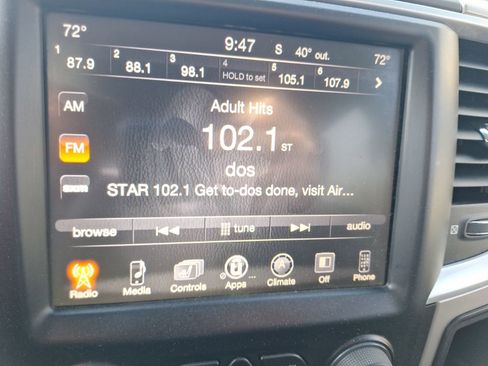 72° 9:47 S 40° out. 72°
1 87.9 2 88.1 3 98.1 4 HOLD to set 5 105.1 6 107.9
AM Adult Hits
FM 102.1 ST
dos
STAR 102.1 Get to-dos done, visit Air...
browse tune audio
Radio Media Controls Apps Climate Off Phone